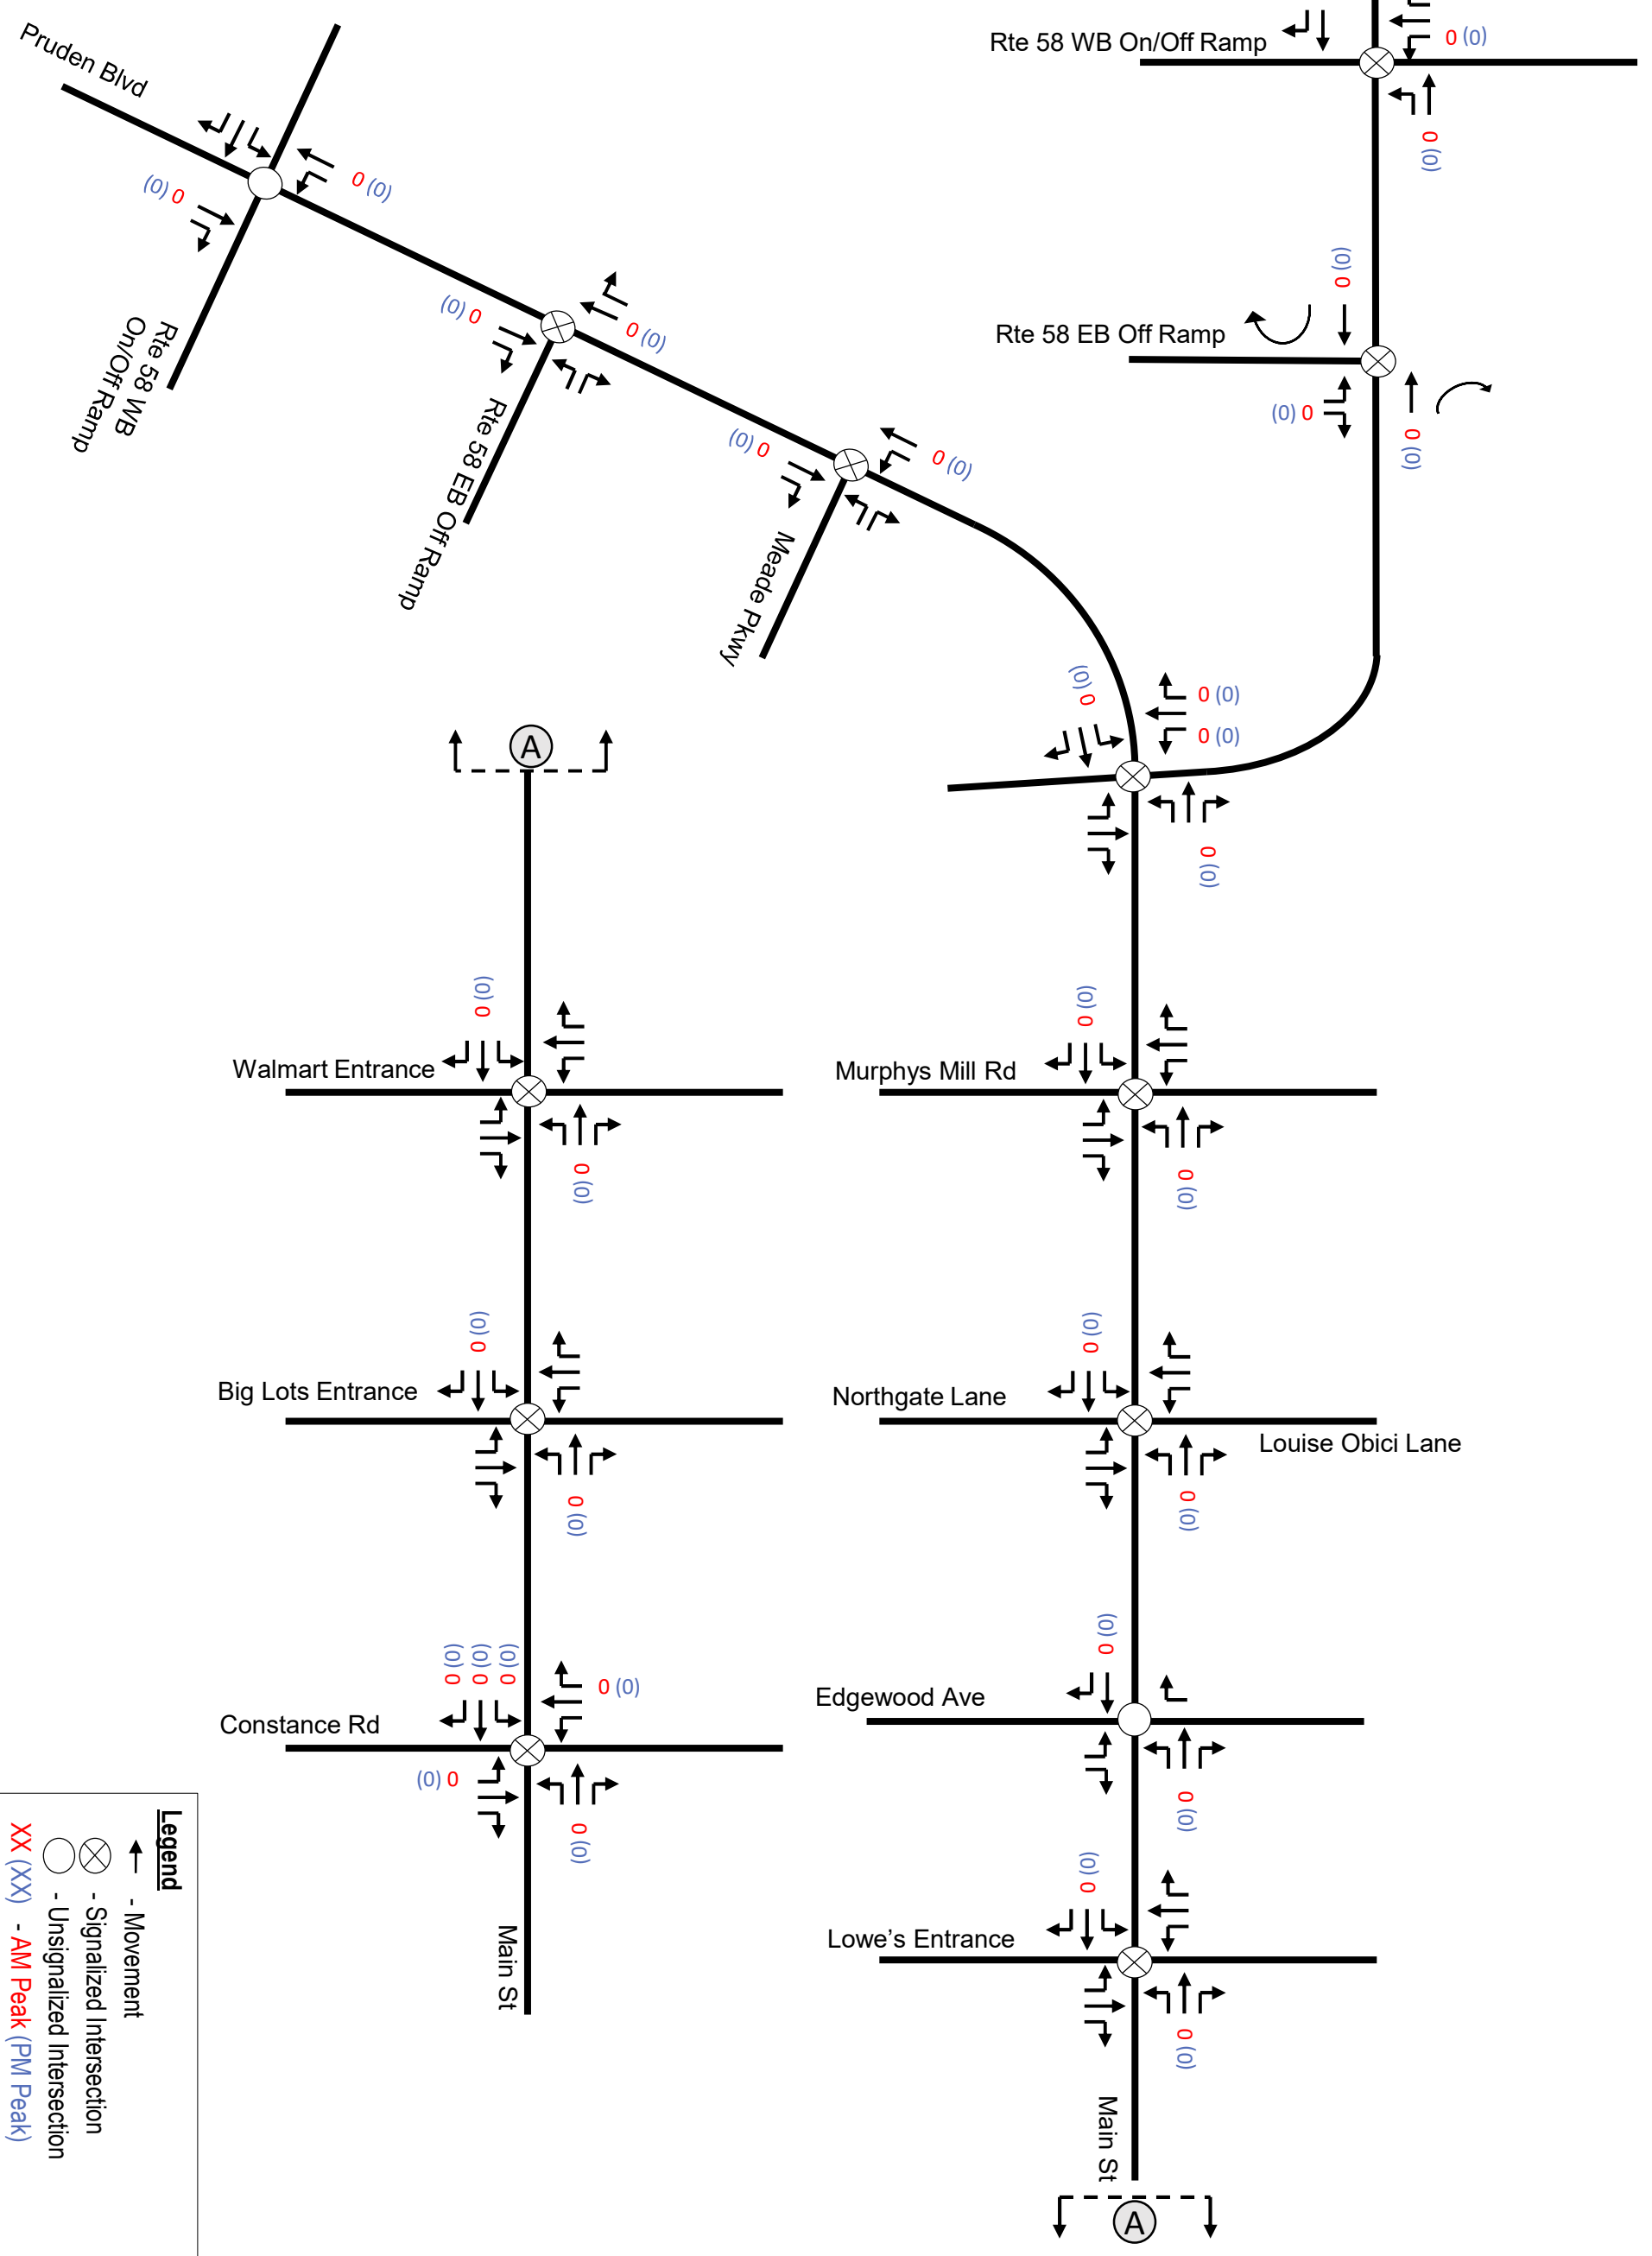 Pruden Blvd
Rte 58 WB On/Off Ramp
0 (0)
0 (0)
0 (0)
(0) 0
(0) 0
Rte 58 WB
On/Off Ramp
(0) 0
0 (0)
Rte 58 EB Off Ramp
Rte 58 EB Off Ramp
(0) 0
0 (0)
(0) 0
0 (0)
Meade Pkwy
(0) 0
0 (0)
0 (0)
0 (0)
A
(0) 0
Walmart Entrance
0 (0)
(0) 0
Murphys Mill Rd
0 (0)
(0) 0
Big Lots Entrance
0 (0)
(0) 0
Northgate Lane
Louise Obici Lane
0 (0)
(0) 0
(0) 0
(0) 0
0 (0)
Constance Rd
(0) 0
0 (0)
Main St
(0) 0
Edgewood Ave
0 (0)
(0) 0
Lowe's Entrance
0 (0)
Main St
A
Legend
- Movement
- Signalized Intersection
- Unsignalized Intersection
XX (XX) - AM Peak (PM Peak)